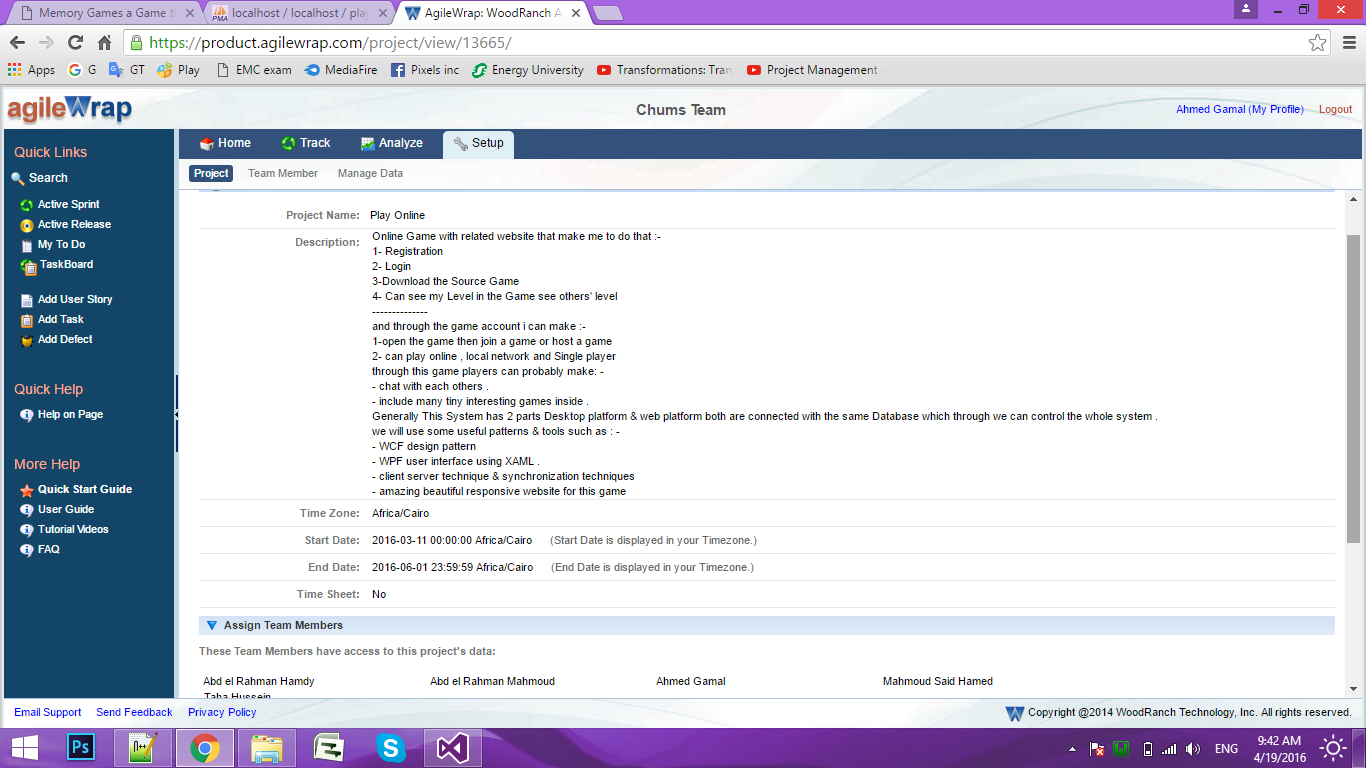 Memory Games a Game th
localhost / localhost / play
AgileWrap: WoodRanch A
https://product.agilewrap.com/project/view/13665/
Apps G GT Play EMC exam MediaFire Pixels inc Energy University Transformations: Tran Project Management
agileWrap
Chums Team
Ahmed Gamal (My Profile) Logout
Home Track Analyze Setup
Project Team Member Manage Data
Quick Links
Search
Active Sprint
Active Release
My To Do
TaskBoard
Add User Story
Add Task
Add Defect
Quick Help
Help on Page
More Help
Quick Start Guide
User Guide
Tutorial Videos
FAQ
Project Name: Play Online
Description: Online Game with related website that make me to do that :-
1- Registration
2- Login
3-Download the Source Game
4- Can see my Level in the Game see others' level
--------------
and through the game account i can make :-
1-open the game then join a game or host a game
2- can play online , local network and Single player
through this game players can probably make: -
- chat with each others .
- include many tiny interesting games inside .
Generally This System has 2 parts Desktop platform & web platform both are connected with the same Database which through we can control the whole system .
we will use some useful patterns & tools such as : -
- WCF design pattern
- WPF user interface using XAML .
- client server technique & synchronization techniques
- amazing beautiful responsive website for this game
Time Zone: Africa/Cairo
Start Date: 2016-03-11 00:00:00 Africa/Cairo (Start Date is displayed in your Timezone.)
End Date: 2016-06-01 23:59:59 Africa/Cairo (End Date is displayed in your Timezone.)
Time Sheet: No
Assign Team Members
These Team Members have access to this project's data:
Abd el Rahman Hamdy Abd el Rahman Mahmoud Ahmed Gamal Mahmoud Said Hamed
Taha Hussein
Email Support Send Feedback Privacy Policy
Copyright @2014 WoodRanch Technology, Inc. All rights reserved.
Ps
ENG
9:42 AM
4/19/2016